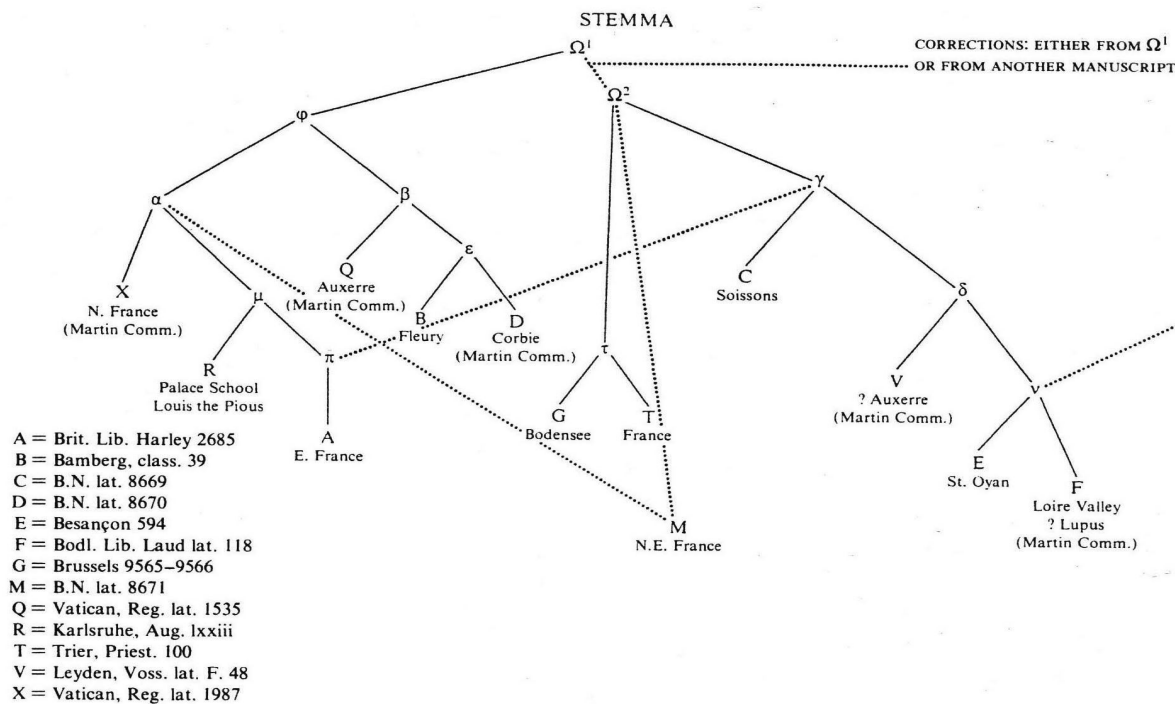 STEMMA
Ω¹
CORRECTIONS: EITHER FROM Ω¹
OR FROM ANOTHER MANUSCRIPT
Ω²
φ
γ
α
β
ε
Q
Auxerre
(Martin Comm.)
C
Soissons
X
N. France
(Martin Comm.)
μ
δ
B
Fleury
D
Corbie
(Martin Comm.)
R
Palace School
Louis the Pious
π
τ
V
? Auxerre
(Martin Comm.)
ν
G
Bodensee
T
France
A
E. France
E
St. Oyan
F
Loire Valley
? Lupus
(Martin Comm.)
M
N.E. France
A = Brit. Lib. Harley 2685
B = Bamberg, class. 39
C = B.N. lat. 8669
D = B.N. lat. 8670
E = Besançon 594
F = Bodl. Lib. Laud lat. 118
G = Brussels 9565–9566
M = B.N. lat. 8671
Q = Vatican, Reg. lat. 1535
R = Karlsruhe, Aug. lxxiii
T = Trier, Priest. 100
V = Leyden, Voss. lat. F. 48
X = Vatican, Reg. lat. 1987